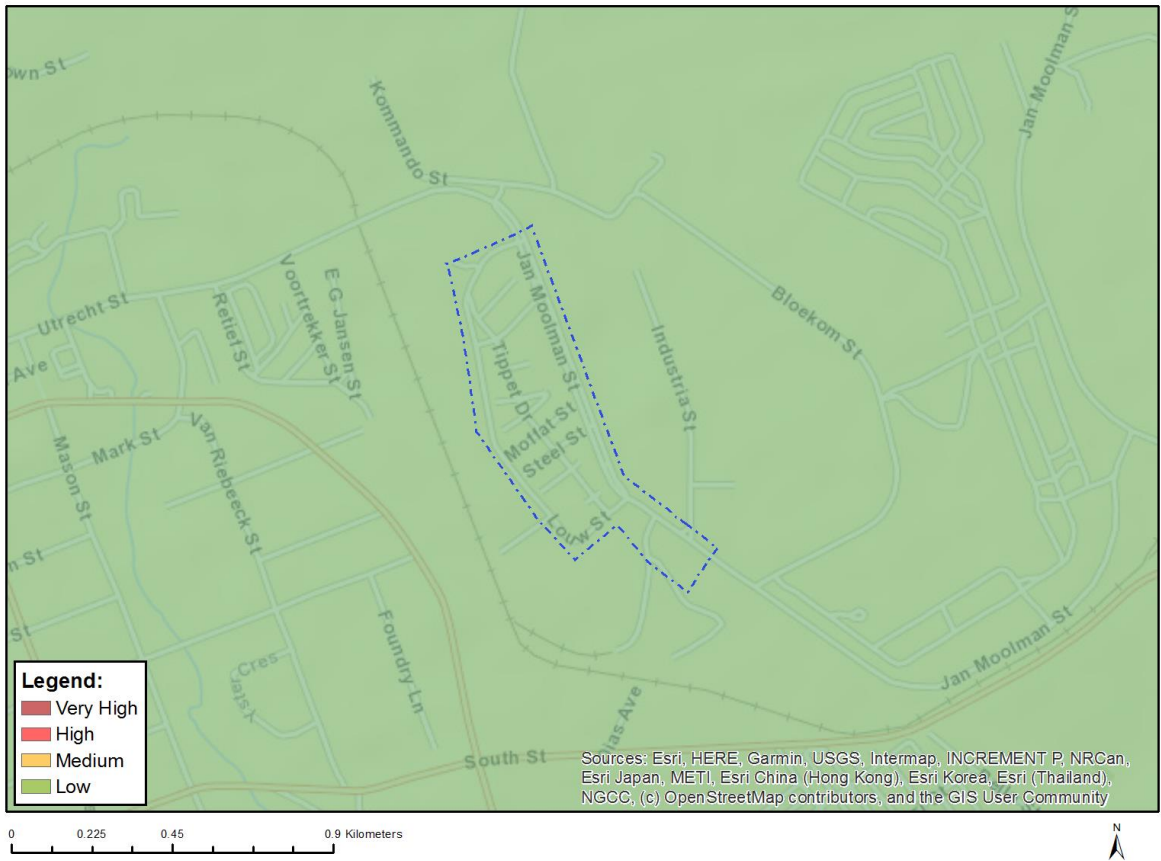 own St
Kommando St
Jan Moolman S
Utrecht St
Retief St
Voortrekker St
E G Jansen St
Jan Moolman St
Tippet Dr
Moffat St
Steel St
Louw St
Industria St
Bloekom St
Ave
Mark St
Mason St
Van Riebeeck St
n St
St
Foundry Ln
Cres
Jan Moolman St
Dias Ave
South St
Legend:
Very High
High
Medium
Low
Sources: Esri, HERE, Garmin, USGS, Intermap, INCREMENT P, NRCan,
Esri Japan, METI, Esri China (Hong Kong), Esri Korea, Esri (Thailand),
NGCC, (c) OpenStreetMap contributors, and the GIS User Community
0 0.225 0.45 0.9 Kilometers
N